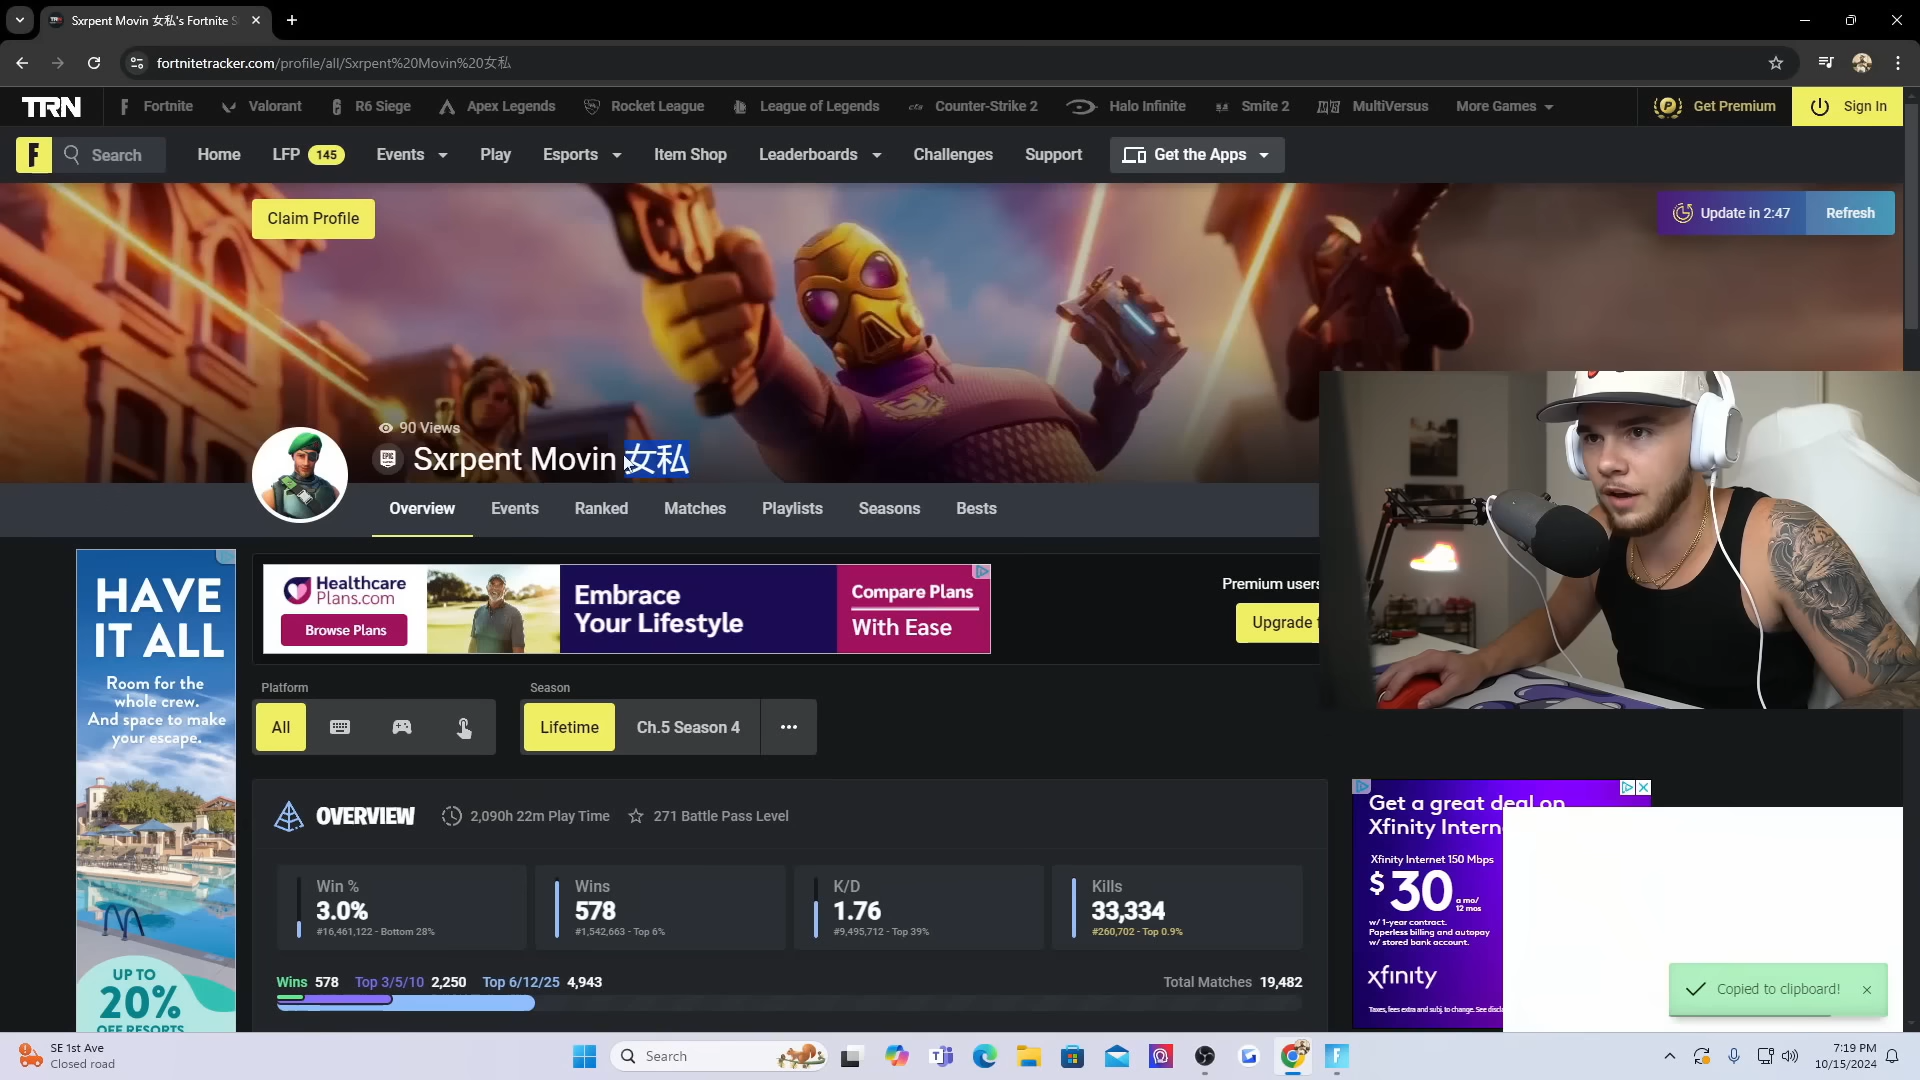 Sxrpent Movin 女私's Fortnite S
fortnitetracker.com/profile/all/Sxrpent%20Movin%20女私
TRN Fortnite Valorant R6 Siege Apex Legends Rocket League League of Legends Counter-Strike 2 Halo Infinite Smite 2 MultiVersus More Games Get Premium Sign In
Search Home LFP 145 Events Play Esports Item Shop Leaderboards Challenges Support Get the Apps
Claim Profile
Update in 2:47 Refresh
90 Views
EPIC Sxrpent Movin 女私
Overview Events Ranked Matches Playlists Seasons Bests
HAVE
IT ALL
Room for the
whole crew.
And space to make
your escape.
UP TO
20%
OFF RESORTS
Healthcare
Plans.com
Browse Plans
Embrace
Your Lifestyle
Compare Plans
With Ease
Premium users
Upgrade
Platform Season
All Lifetime Ch.5 Season 4
OVERVIEW 2,090h 22m Play Time 271 Battle Pass Level
Win % Wins K/D Kills
3.0% 578 1.76 33,334
#16,461,122 - Bottom 28% #1,542,663 - Top 6% #9,495,712 - Top 39% #260,702 - Top 0.9%
Wins 578 Top 3/5/10 2,250 Top 6/12/25 4,943 Total Matches 19,482
Get a great deal on
Xfinity Intern
Xfinity Internet 150 Mbps
$30 a mo/
12 mos
w/ 1-year contract.
Paperless billing and autopay
w/ stored bank account.
xfinity
Taxes, fees extra and subj. to change. See
Copied to clipboard!
SE 1st Ave
Closed road
Search
7:19 PM
10/15/2024